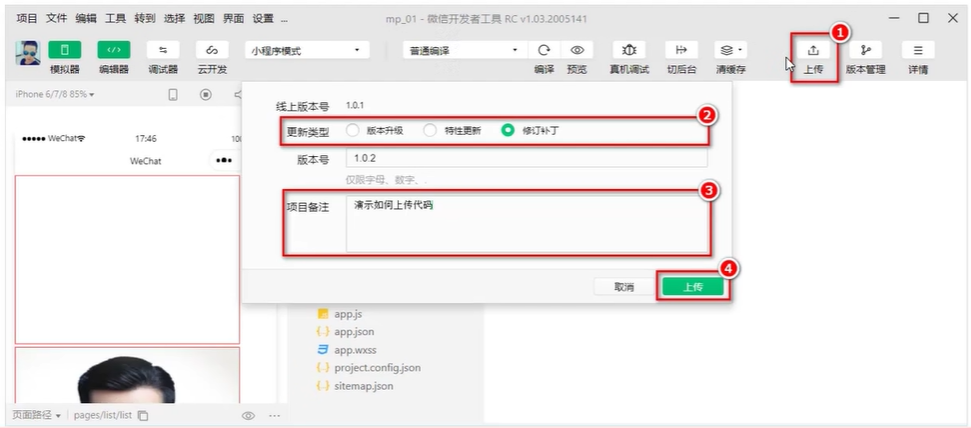 项目 文件 编辑 工具 转到 选择 视图 界面 设置 ... mp_01 - 微信开发者工具 RC v1.03.2005141
1
小程序模式 普通编译
模拟器 编辑器 调试器 云开发 编译 预览 真机调试 切后台 清缓存 上传 版本管理 详情
iPhone 6/7/8 85%
线上版本号 1.0.1
2
更新类型 版本升级 特性更新 修订补丁
WeChat 17:46 100
版本号 1.0.2
WeChat
仅限字母、数字、.
3
项目备注 演示如何上传代码
4
取消 上传
app.js
app.json
app.wxss
project.config.json
sitemap.json
页面路径 pages/list/list